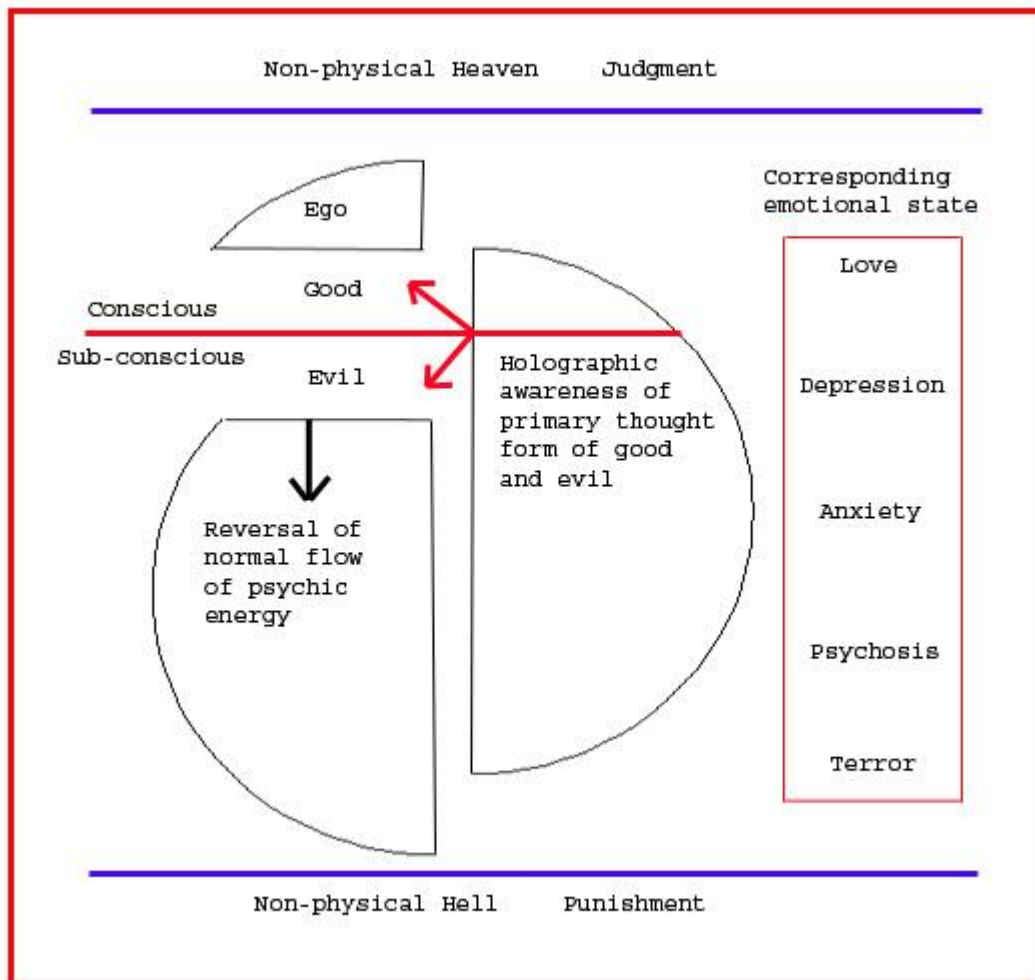 Non-physical Heaven Judgment
Corresponding
emotional state
Ego
Love
Good
Conscious
Sub-conscious
Evil
Holographic
awareness of
primary thought
form of good
and evil
Depression
Anxiety
Reversal of
normal flow
of psychic
energy
Psychosis
Terror
Non-physical Hell Punishment